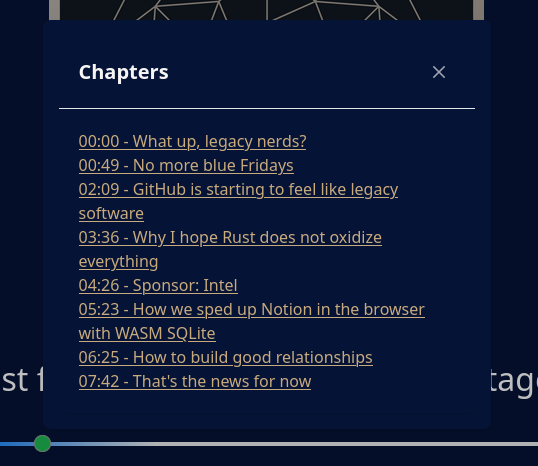 Chapters
00:00 - What up, legacy nerds?
00:49 - No more blue Fridays
02:09 - GitHub is starting to feel like legacy
software
03:36 - Why I hope Rust does not oxidize
everything
04:26 - Sponsor: Intel
05:23 - How we sped up Notion in the browser
with WASM SQLite
06:25 - How to build good relationships
07:42 - That's the news for now